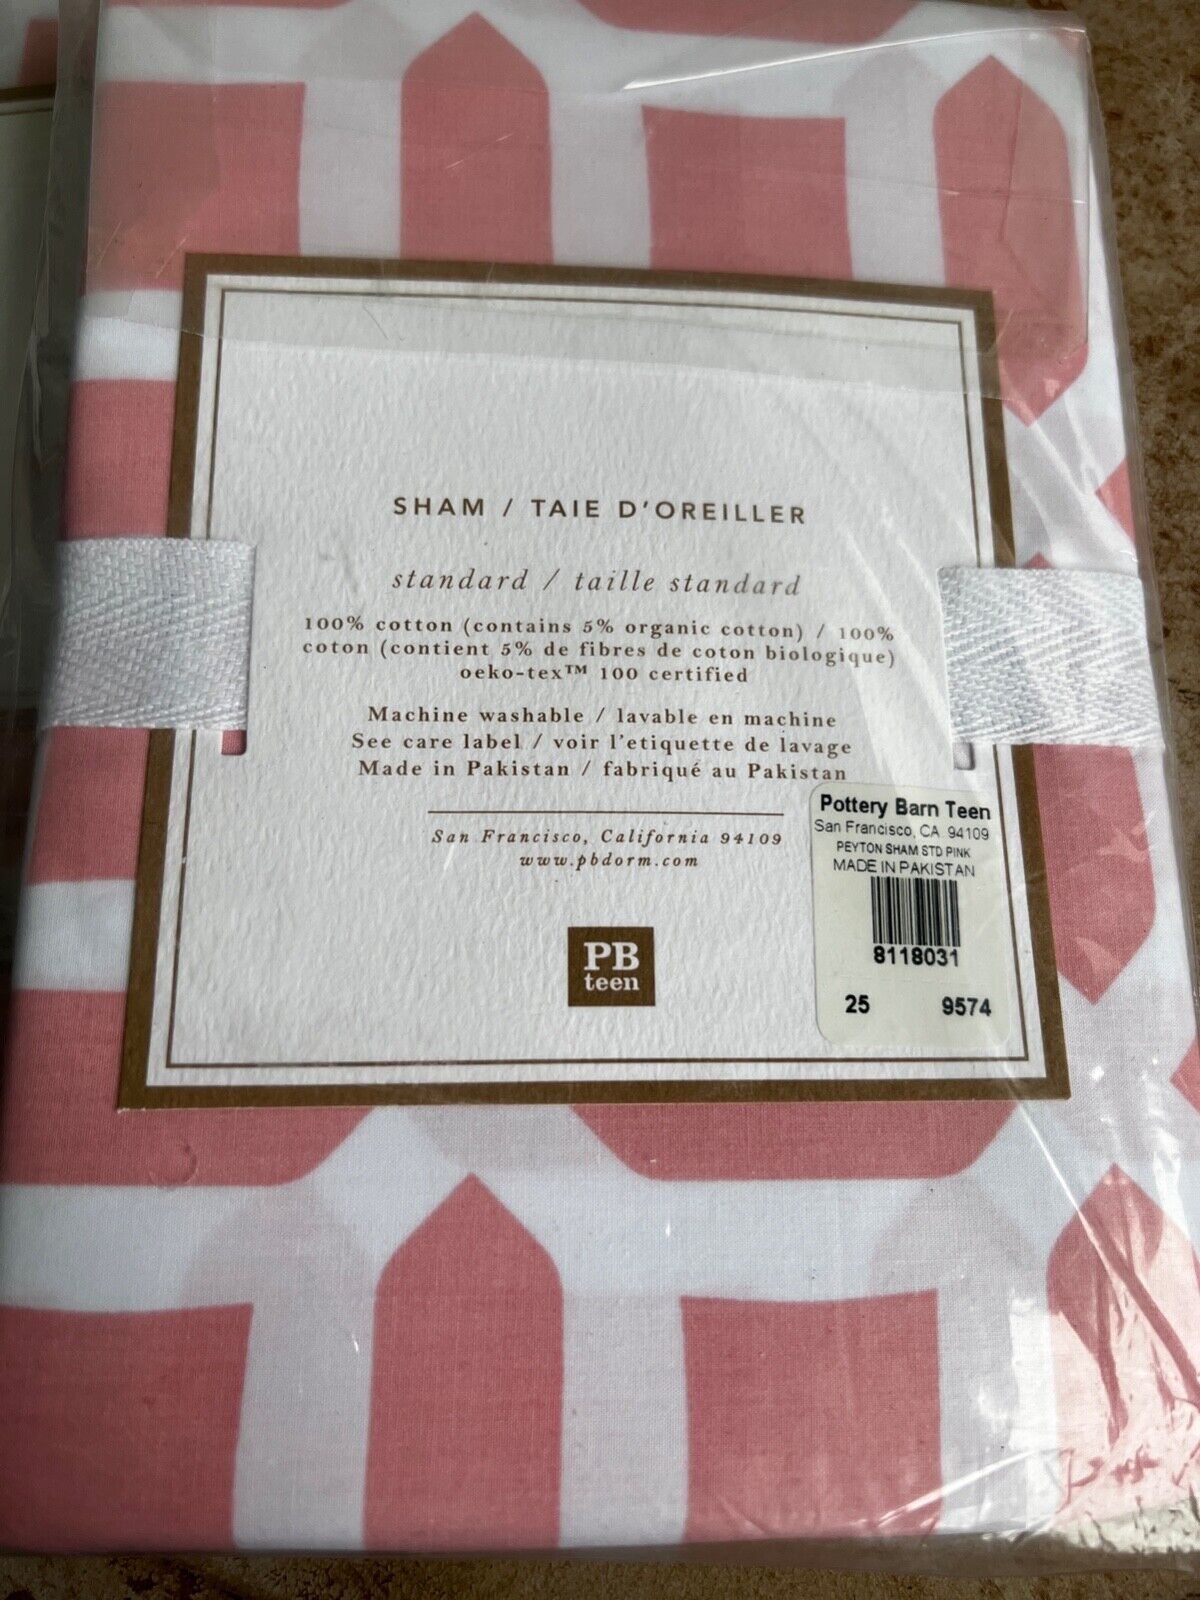 SHAM / TAIE D'OREILLER
standard / taille standard
100% cotton (contains 5% organic cotton) / 100%
coton (contient 5% de fibres de coton biologique)
oeko-tex™ 100 certified
Machine washable / lavable en machine
See care label / voir l'etiquette de lavage
Made in Pakistan / fabriqué au Pakistan
San Francisco, California 94109
www.pbdorm.com
PB
teen
Pottery Barn Teen
San Francisco, CA 94109
PEYTON SHAM STD PINK
MADE IN PAKISTAN
8118031
25 9574